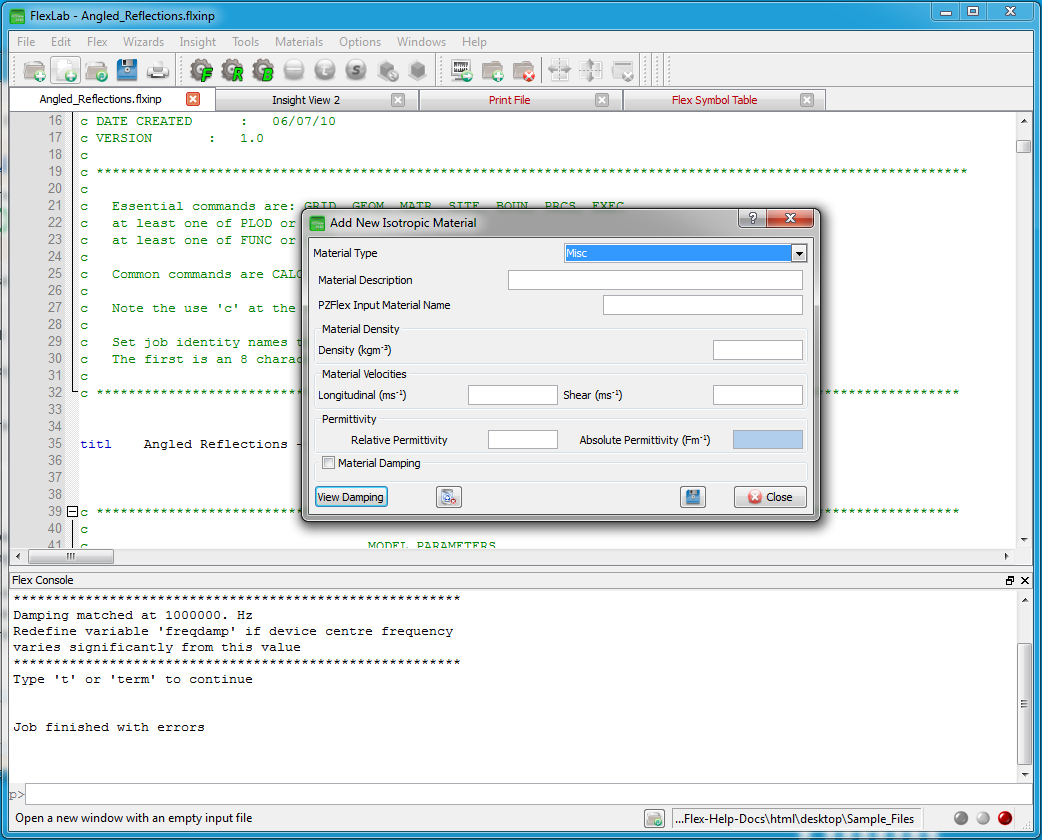 FlexLab - Angled_Reflections.flxinp
File Edit Flex Wizards Insight Tools Materials Options Windows Help
Angled_Reflections.flxinp Insight View 2 Print File Flex Symbol Table
16 c DATE CREATED : 06/07/10
17 c VERSION : 1.0
18 c
19 c *************************************************************************************************************
20 c
21 c Essential commands are: GRID, GEOM, MATR, SITE, BOUN, PRCS, EXEC
22 c at least one of PLOD or
23 c at least one of FUNC or
24 c
25 c Common commands are CALC
26 c
27 c Note the use 'c' at the
28 c
29 c Set job identity names t
30 c The first is an 8 charac
31 c
32 c ************************************************************************************************************
33
34
35 titl Angled Reflections -
36
37
38
39 c ************************************************************************************************************
40 c
41 c MODEL PARAMETERS
Add New Isotropic Material
Material Type Misc
Material Description
PZFlex Input Material Name
Material Density
Density (kgm⁻³)
Material Velocities
Longitudinal (ms⁻¹) Shear (ms⁻¹)
Permittivity
Relative Permittivity Absolute Permittivity (Fm⁻¹)
Material Damping
View Damping Close
Flex Console
********************************************************
Damping matched at 1000000. Hz
Redefine variable 'freqdamp' if device centre frequency
varies significantly from this value
********************************************************
Type 't' or 'term' to continue
Job finished with errors
p>
Open a new window with an empty input file ...Flex-Help-Docs\html\desktop\Sample_Files